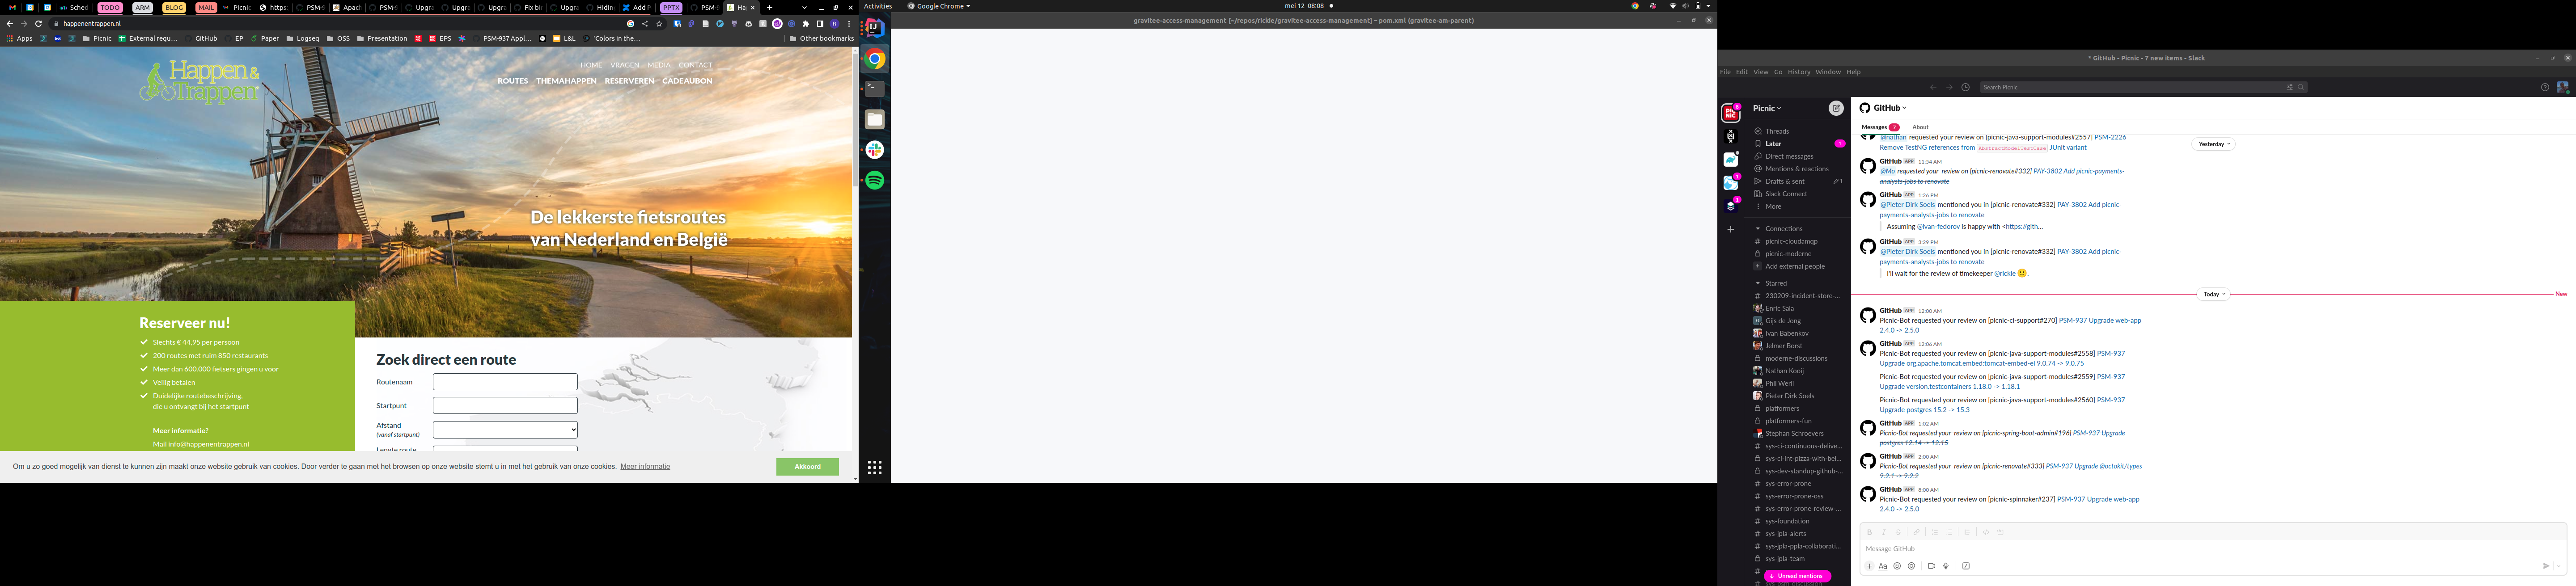 Sched
TODO
ARM
BLOG
MAIL
Picnic
https:
PSM-
Apach
PSM-
Upgra
Upgra
Upgra
Fix bi
Upgra
Hidin
Add F
PPTX
PSM-
Ha
happenentrappen.nl
Apps
Picnic
External requ...
GitHub
EP
Paper
Logseq
OSS
Presentation
EPS
PSM-937 Appl...
L&L
'Colors in the...
Other bookmarks
Happen &
Trappen
HOME VRAGEN MEDIA CONTACT
ROUTES THEMAHAPPEN RESERVEREN CADEAUBON
De lekkerste fietsroutes
van Nederland en België
Reserveer nu!
Slechts € 44,95 per persoon
200 routes met ruim 850 restaurants
Meer dan 600.000 fietsers gingen u voor
Veilig betalen
Duidelijke routebeschrijving,
die u ontvangt bij het startpunt
Meer informatie?
Mail info@happenentrappen.nl
Zoek direct een route
Routenaam
Startpunt
Afstand
(vanaf startpunt)
Lengte route
Om u zo goed mogelijk van dienst te kunnen zijn maakt onze website gebruik van cookies. Door verder te gaan met het browsen op onze website stemt u in met het gebruik van onze cookies. Meer informatie
Akkoord
Activities
Google Chrome
mei 12 08:08
gravitee-access-management [~/repos/rickie/gravitee-access-management] – pom.xml (gravitee-am-parent)
* GitHub - Picnic - 7 new items - Slack
File Edit View Go History Window Help
Search Picnic
Picnic
Threads
Later
1
Direct messages
Mentions & reactions
Drafts & sent
1
Slack Connect
More
Connections
picnic-cloudamqp
picnic-moderne
Add external people
Starred
230209-incident-store-...
Enric Sala
Gijs de Jong
Ivan Babenkov
Jelmer Borst
moderne-discussions
Nathan Kooij
Phil Werli
Pieter Dirk Soels
platformers
platformers-fun
Stephan Schroevers
sys-ci-continuous-delive...
sys-ci-int-pizza-with-bel...
sys-dev-standup-github-...
sys-error-prone
sys-error-prone-oss
sys-error-prone-review-...
sys-foundation
sys-jpla-alerts
sys-jpla-ppla-collaborati...
sys-jpla-team
Unread mentions
GitHub
Messages 7
About
@nathan requested your review on [picnic-java-support-modules#2557] PSM-2226
Remove TestNG references from AbstractModelTestCase JUnit variant
Yesterday
GitHub APP 11:54 AM
@Mo requested your review on [picnic-renovate#332] PAY-3802 Add picnic-payments-
analysts-jobs to renovate
GitHub APP 1:26 PM
@Pieter Dirk Soels mentioned you in [picnic-renovate#332] PAY-3802 Add picnic-
payments-analysts-jobs to renovate
Assuming @ivan-fedorov is happy with <https://gith...
GitHub APP 3:29 PM
@Pieter Dirk Soels mentioned you in [picnic-renovate#332] PAY-3802 Add picnic-
payments-analysts-jobs to renovate
I'll wait for the review of timekeeper @rickie
Today
New
GitHub APP 12:00 AM
Picnic-Bot requested your review on [picnic-ci-support#270] PSM-937 Upgrade web-app
2.4.0 -> 2.5.0
GitHub APP 12:06 AM
Picnic-Bot requested your review on [picnic-java-support-modules#2558] PSM-937
Upgrade org.apache.tomcat.embed:tomcat-embed-el 9.0.74 -> 9.0.75
Picnic-Bot requested your review on [picnic-java-support-modules#2559] PSM-937
Upgrade version.testcontainers 1.18.0 -> 1.18.1
Picnic-Bot requested your review on [picnic-java-support-modules#2560] PSM-937
Upgrade postgres 15.2 -> 15.3
GitHub APP 1:02 AM
Picnic-Bot requested your review on [picnic-spring-boot-admin#196] PSM-937 Upgrade
postgres 12.14 -> 12.15
GitHub APP 2:00 AM
Picnic-Bot requested your review on [picnic-renovate#333] PSM-937 Upgrade @octokit/types
9.2.1 -> 9.2.2
GitHub APP 8:00 AM
Picnic-Bot requested your review on [picnic-spinnaker#237] PSM-937 Upgrade web-app
2.4.0 -> 2.5.0
Message GitHub